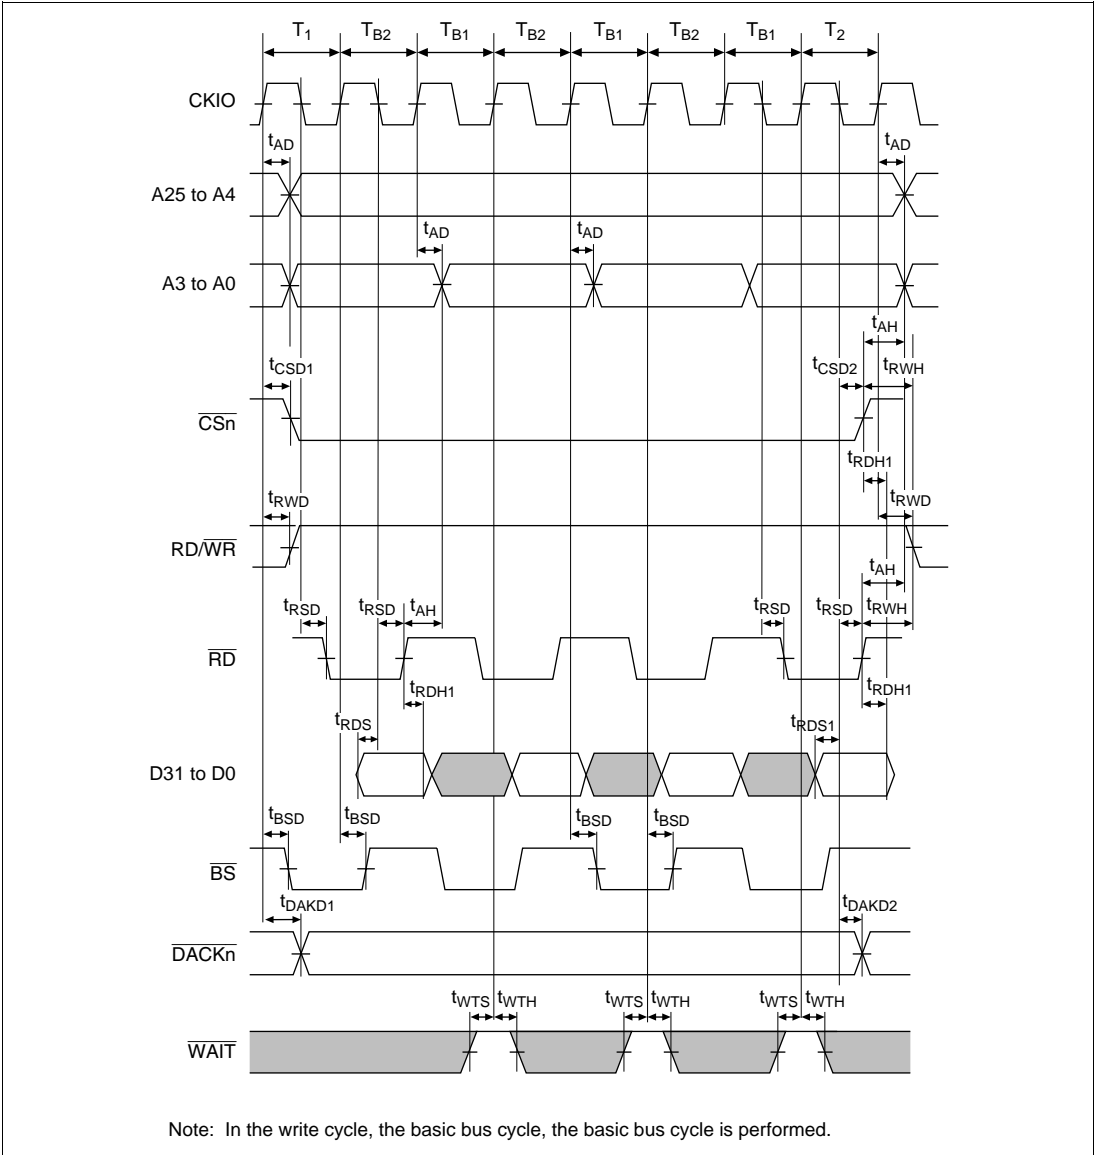 T1 TB2 TB1 TB2 TB1 TB2 TB1 T2
CKIO
tAD tAD
A25 to A4
tAD tAD
A3 to A0
tAH
tCSD1 tCSD2 tRWH
CSn
tRDH1
tRWD tRWD
RD/WR
tAH
tRSD tRSD tAH tRSD tRSD tRWH
RD
tRDH1 tRDH1
tRDS tRDS1
D31 to D0
tBSD tBSD tBSD tBSD
BS
tDAKD1 tDAKD2
DACKn
tWTS tWTH tWTS tWTH tWTS tWTH
WAIT
Note: In the write cycle, the basic bus cycle, the basic bus cycle is performed.